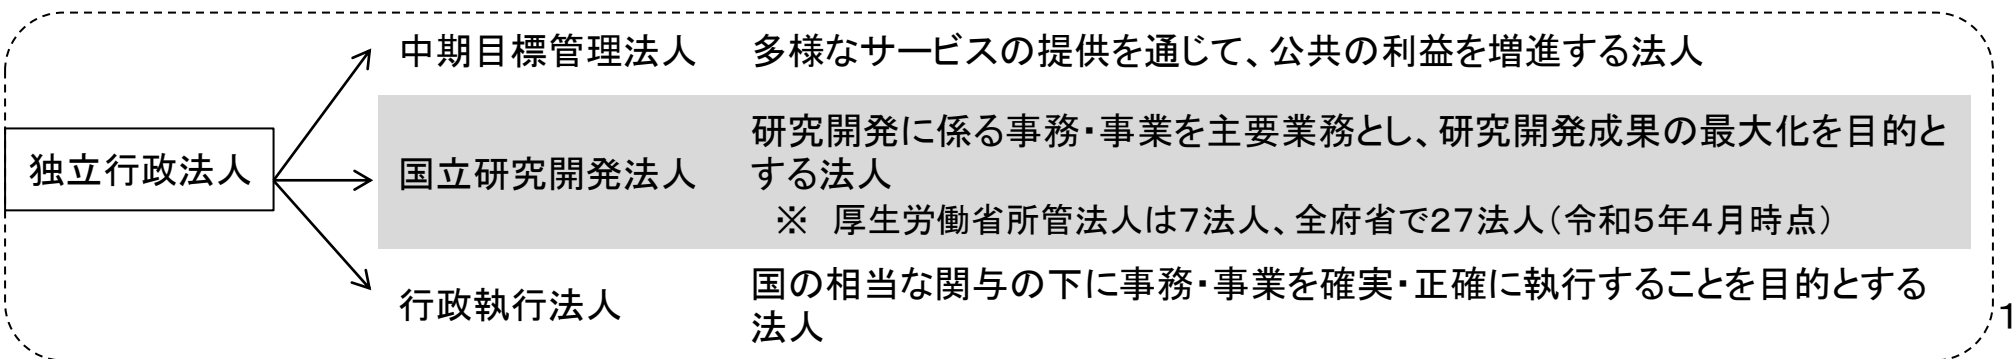 中期目標管理法人 多様なサービスの提供を通じて、公共の利益を増進する法人
独立行政法人
国立研究開発法人
研究開発に係る事務・事業を主要業務とし、研究開発成果の最大化を目的と
する法人
※ 厚生労働省所管法人は7法人、全府省で27法人(令和5年4月時点)
行政執行法人
国の相当な関与の下に事務・事業を確実・正確に執行することを目的とする
法人
1